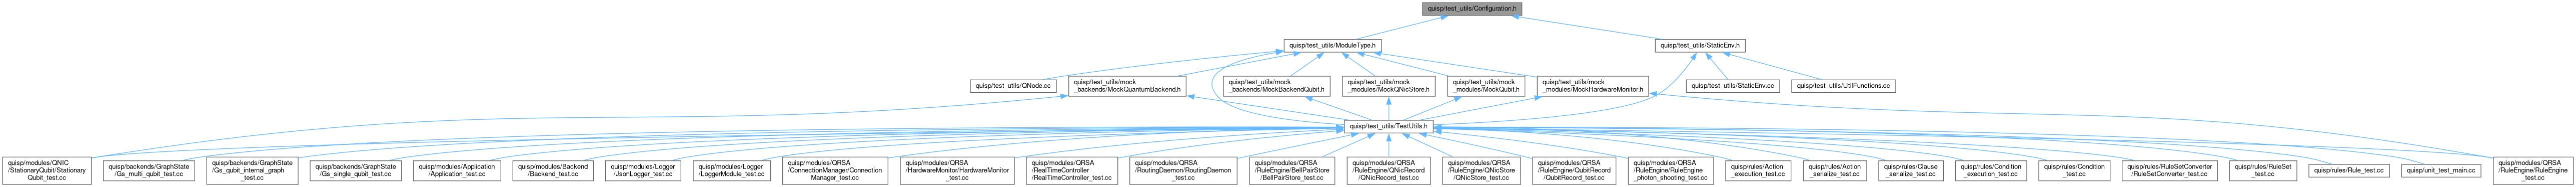 quisp/test_utils/Configuration.h
quisp/test_utils/ModuleType.h
quisp/test_utils/StaticEnv.h
quisp/test_utils/QNode.cc
quisp/test_utils/mock
_backends/MockQuantumBackend.h
quisp/test_utils/mock
_backends/MockBackendQubit.h
quisp/test_utils/mock
_modules/MockQNicStore.h
quisp/test_utils/mock
_modules/MockQubit.h
quisp/test_utils/mock
_modules/MockHardwareMonitor.h
quisp/test_utils/StaticEnv.cc
quisp/test_utils/UtilFunctions.cc
quisp/test_utils/TestUtils.h
quisp/modules/QNIC
/StationaryQubit/Stationary
Qubit_test.cc
quisp/backends/GraphState
/Gs_multi_qubit_test.cc
quisp/backends/GraphState
/Gs_qubit_internal_graph
_test.cc
quisp/backends/GraphState
/Gs_single_qubit_test.cc
quisp/modules/Application
/Application_test.cc
quisp/modules/Backend
/Backend_test.cc
quisp/modules/Logger
/JsonLogger_test.cc
quisp/modules/Logger
/LoggerModule_test.cc
quisp/modules/QRSA
/ConnectionManager/Connection
Manager_test.cc
quisp/modules/QRSA
/HardwareMonitor/HardwareMonitor
_test.cc
quisp/modules/QRSA
/RealTimeController
/RealTimeController_test.cc
quisp/modules/QRSA
/RoutingDaemon/RoutingDaemon
_test.cc
quisp/modules/QRSA
/RuleEngine/BellPairStore
/BellPairStore_test.cc
quisp/modules/QRSA
/RuleEngine/QNicRecord
/QNicRecord_test.cc
quisp/modules/QRSA
/RuleEngine/QNicStore
/QNicStore_test.cc
quisp/modules/QRSA
/RuleEngine/QubitRecord
/QubitRecord_test.cc
quisp/modules/QRSA
/RuleEngine/RuleEngine
_photon_shooting_test.cc
quisp/rules/Action
_execution_test.cc
quisp/rules/Action
_serialize_test.cc
quisp/rules/Clause
_serialize_test.cc
quisp/rules/Condition
_execution_test.cc
quisp/rules/Condition
_test.cc
quisp/rules/RuleSetConverter
/RuleSetConverter_test.cc
quisp/rules/RuleSet
_test.cc
quisp/rules/Rule_test.cc
quisp/unit_test_main.cc
quisp/modules/QRSA
/RuleEngine/RuleEngine
_test.cc